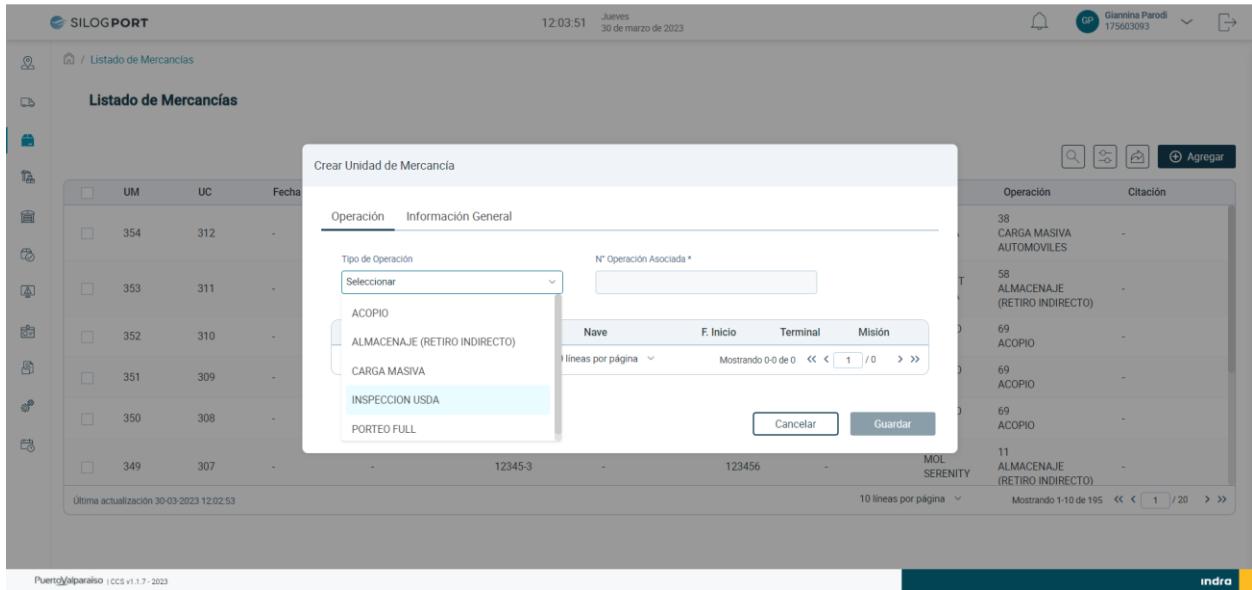 SILOGPORT
12:03:51
Jueves
30 de marzo de 2023
GP
Giannina Parodi
175603093
/ Listado de Mercancías
Listado de Mercancías
Agregar
UM UC Fecha Operación Citación
354 312 - 38 CARGA MASIVA AUTOMOVILES -
353 311 - 58 ALMACENAJE (RETIRO INDIRECTO) -
352 310 - 69 ACOPIO -
351 309 - 69 ACOPIO -
350 308 - 69 ACOPIO -
349 307 - - 12345-3 - 123456 - MOL SERENITY 11 ALMACENAJE (RETIRO INDIRECTO) -
Última actualización 30-03-2023 12:02:53
10 líneas por página
Mostrando 1-10 de 195 << < 1 / 20 > >>
Crear Unidad de Mercancía
Operación Información General
Tipo de Operación N° Operación Asociada *
Seleccionar
ACOPIO
ALMACENAJE (RETIRO INDIRECTO)
CARGA MASIVA
INSPECCION USDA
PORTEO FULL
Nave F. Inicio Terminal Misión
líneas por página Mostrando 0-0 de 0 << < 1 / 0 > >>
Cancelar Guardar
PuertoValparaíso | CCS v1.1.7 - 2023
indra